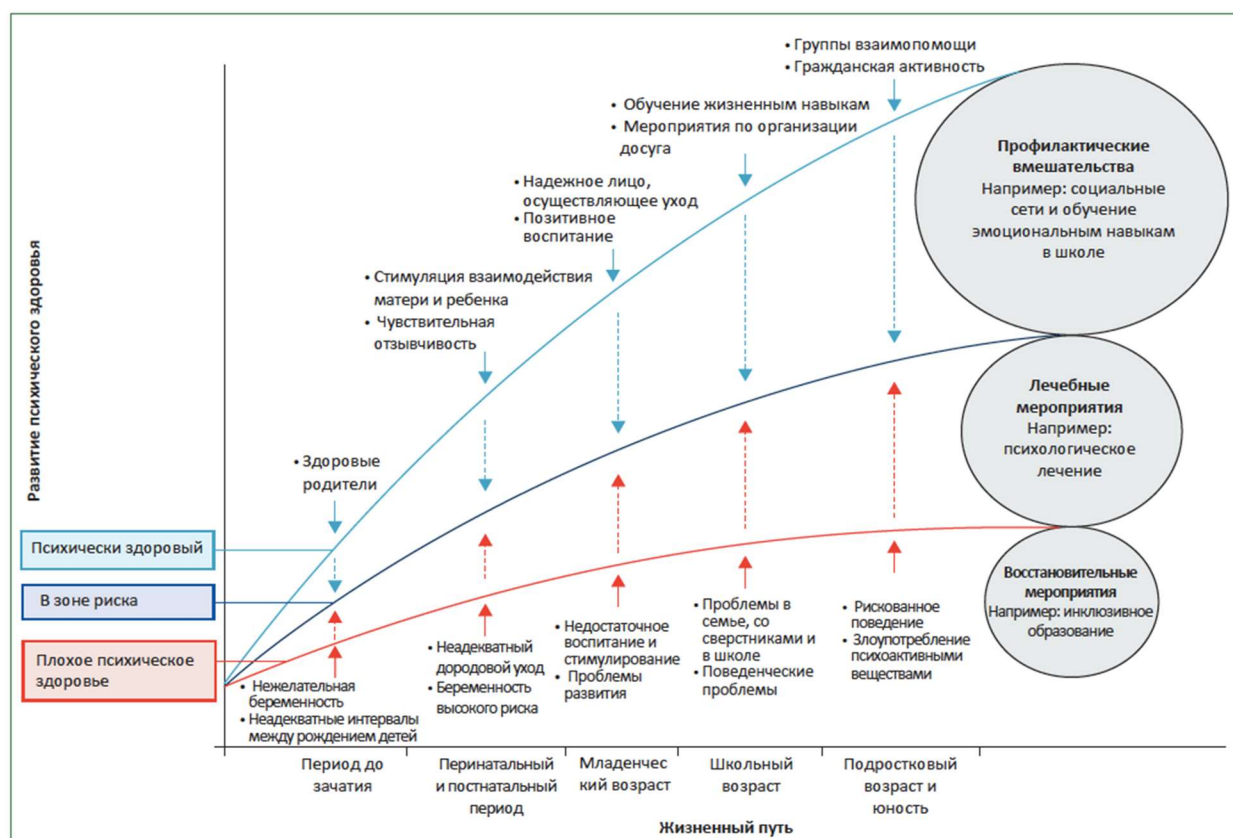 • Группы взаимопомощи
• Гражданская активность
• Обучение жизненным навыкам
• Мероприятия по организации
досуга
• Надежное лицо,
осуществляющее уход
• Позитивное
воспитание
• Стимуляция взаимодействия
матери и ребенка
• Чувствительная
отзывчивость
• Здоровые
родители
Развитие психического здоровья
Психически здоровый
В зоне риска
Плохое психическое
здоровье
Профилактические
вмешательства
Например: социальные
сети и обучение
эмоциональным навыкам
в школе
Лечебные
мероприятия
Например:
психологическое
лечение
Восстановительные
мероприятия
Например: инклюзивное
образование
• Нежелательная
беременность
• Неадекватные интервалы
между рождением детей
• Неадекватный
дородовой уход
• Беременность
высокого риска
• Недостаточное
воспитание и
стимулирование
• Проблемы
развития
• Проблемы в
семье, со
сверстниками и
в школе
• Поведенческие
проблемы
• Рискованное
поведение
• Злоупотребление
психоактивными
веществами
Период до
зачатия
Перинатальный
и постнатальный
период
Младенчес
кий возраст
Школьный
возраст
Подростковый
возраст и
юность
Жизненный путь